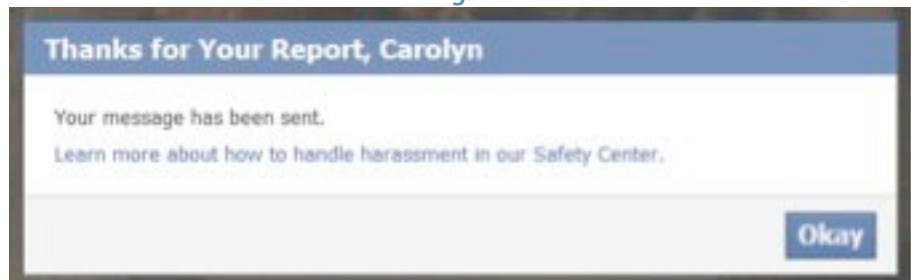 Thanks for Your Report, Carolyn
Your message has been sent.
Learn more about how to handle harassment in our Safety Center.
Okay